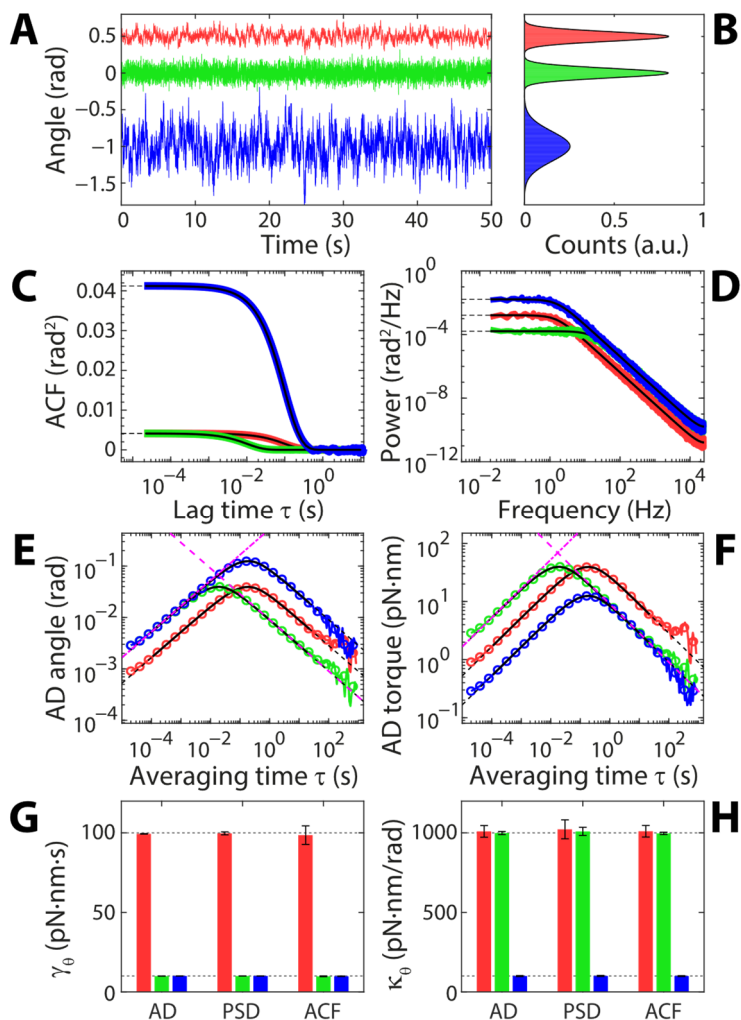 A
Angle (rad)
0.5
0
−0.5
−1
−1.5
0 10 20 30 40 50
Time (s)
B
0 0.5 1
Counts (a.u.)
C
ACF (rad²)
0.04
0.03
0.02
0.01
0
10⁻⁴ 10⁻² 10⁰
Lag time τ (s)
D
Power (rad²/Hz)
10⁰
10⁻⁴
10⁻⁸
10⁻¹²
10⁻² 10⁰ 10² 10⁴
Frequency (Hz)
E
AD angle (rad)
10⁻¹
10⁻²
10⁻³
10⁻⁴
10⁻⁴ 10⁻² 10⁰ 10²
Averaging time τ (s)
F
AD torque (pN·nm)
10²
10¹
10⁰
10⁻¹
10⁻⁴ 10⁻² 10⁰ 10²
Averaging time τ (s)
G
γθ (pN·nm·s)
100
50
0
AD PSD ACF
H
κθ (pN·nm/rad)
1000
500
0
AD PSD ACF